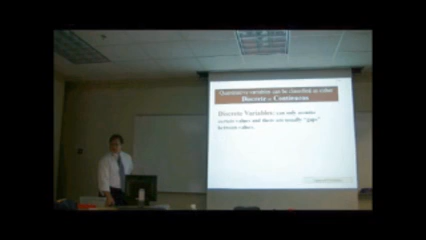 Quantitative variables can be classified as either
Discrete or Continuous
Discrete Variables: can only assume
certain values and there are usually "gaps"
between values.